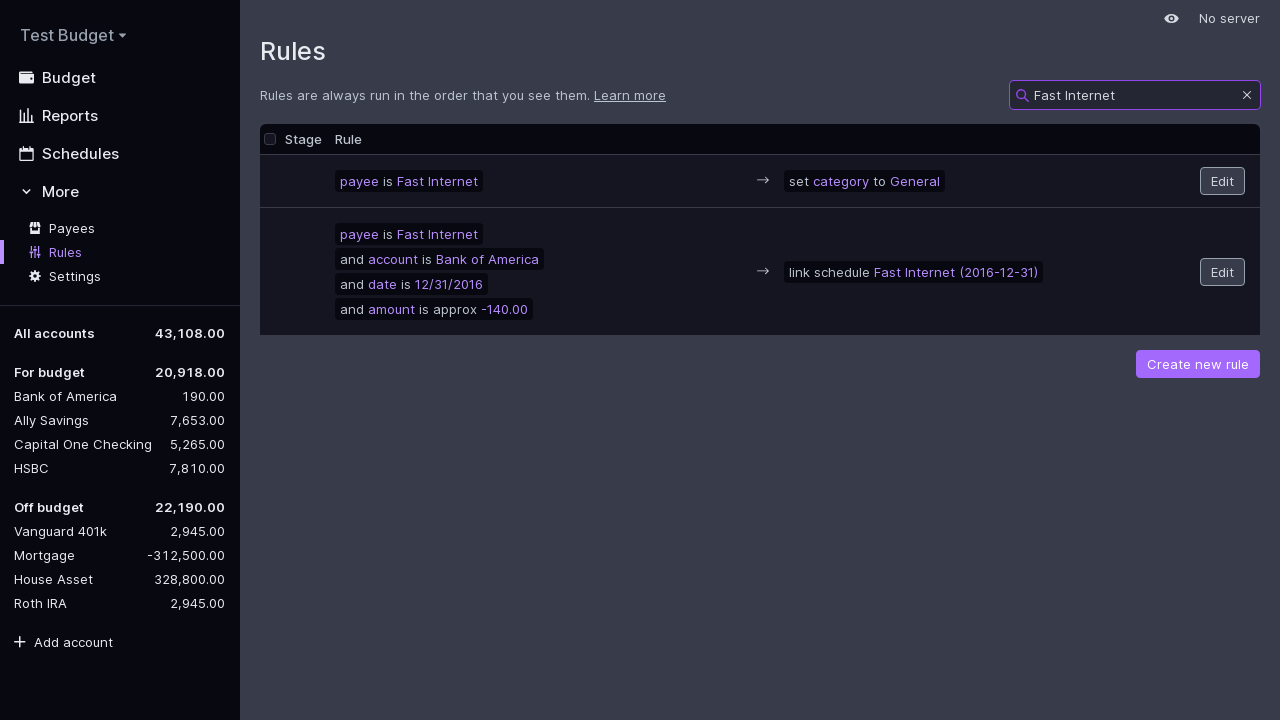 Test Budget
Budget
Reports
Schedules
More
Payees
Rules
Settings
All accounts 43,108.00
For budget 20,918.00
Bank of America 190.00
Ally Savings 7,653.00
Capital One Checking 5,265.00
HSBC 7,810.00
Off budget 22,190.00
Vanguard 401k 2,945.00
Mortgage -312,500.00
House Asset 328,800.00
Roth IRA 2,945.00
Add account
No server
Rules
Rules are always run in the order that you see them. Learn more
Fast Internet
Stage Rule
payee is Fast Internet → set category to General Edit
payee is Fast Internet
and account is Bank of America
and date is 12/31/2016
and amount is approx -140.00
→ link schedule Fast Internet (2016-12-31) Edit
Create new rule